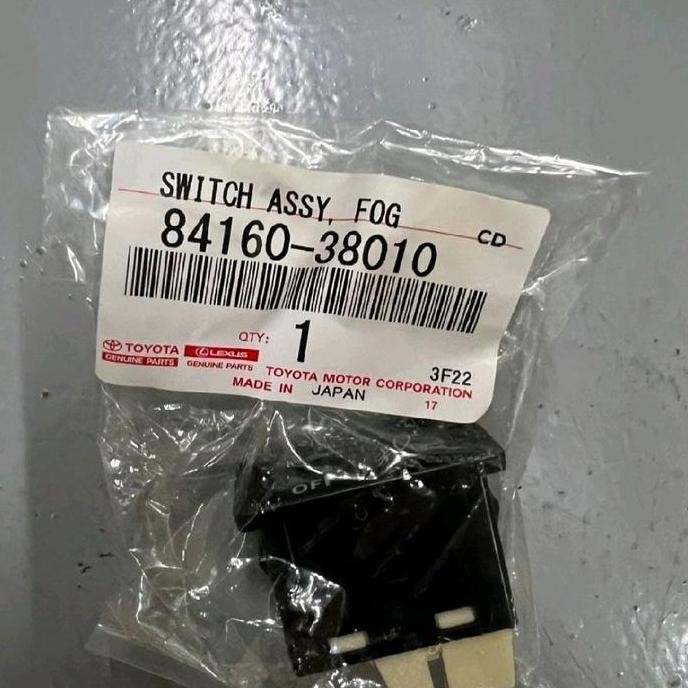 SWITCH ASSY, FOG
84160-38010 CD
QTY: 1
TOYOTA LEXUS
GENUINE PARTS GENUINE PARTS 3F22
TOYOTA MOTOR CORPORATION
MADE IN JAPAN 17
OFF